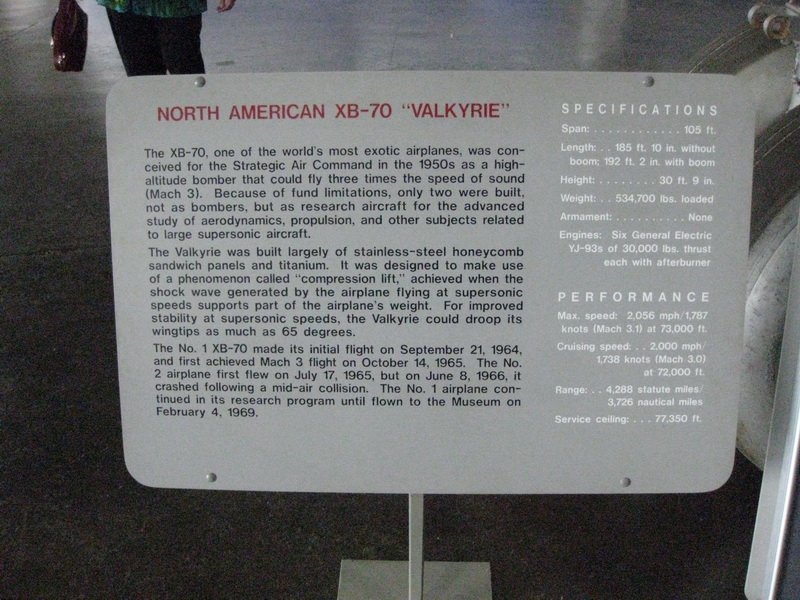 NORTH AMERICAN XB-70 "VALKYRIE"
The XB-70, one of the world's most exotic airplanes, was con-
ceived for the Strategic Air Command in the 1950s as a high-
altitude bomber that could fly three times the speed of sound
(Mach 3). Because of fund limitations, only two were built,
not as bombers, but as research aircraft for the advanced
study of aerodynamics, propulsion, and other subjects related
to large supersonic aircraft.
The Valkyrie was built largely of stainless-steel honeycomb
sandwich panels and titanium. It was designed to make use
of a phenomenon called "compression lift," achieved when the
shock wave generated by the airplane flying at supersonic
speeds supports part of the airplane's weight. For improved
stability at supersonic speeds, the Valkyrie could droop its
wingtips as much as 65 degrees.
The No. 1 XB-70 made its initial flight on September 21, 1964,
and first achieved Mach 3 flight on October 14, 1965. The No.
2 airplane first flew on July 17, 1965, but on June 8, 1966, it
crashed following a mid-air collision. The No. 1 airplane con-
tinued in its research program until flown to the Museum on
February 4, 1969.
SPECIFICATIONS
Span: . . . . . . . . . . . . 105 ft.
Length: . . 185 ft. 10 in. without
boom; 192 ft. 2 in. with boom
Height: . . . . . . . . 30 ft. 9 in.
Weight: . . 534,700 lbs. loaded
Armament: . . . . . . . . . . None
Engines: Six General Electric
YJ-93s of 30,000 lbs. thrust
each with afterburner
PERFORMANCE
Max. speed: 2,056 mph/1,787
knots (Mach 3.1) at 73,000 ft.
Cruising speed: . . 2,000 mph/
1,738 knots (Mach 3.0)
at 72,000 ft.
Range: . . 4,288 statute miles/
3,726 nautical miles
Service ceiling: . . . 77,350 ft.